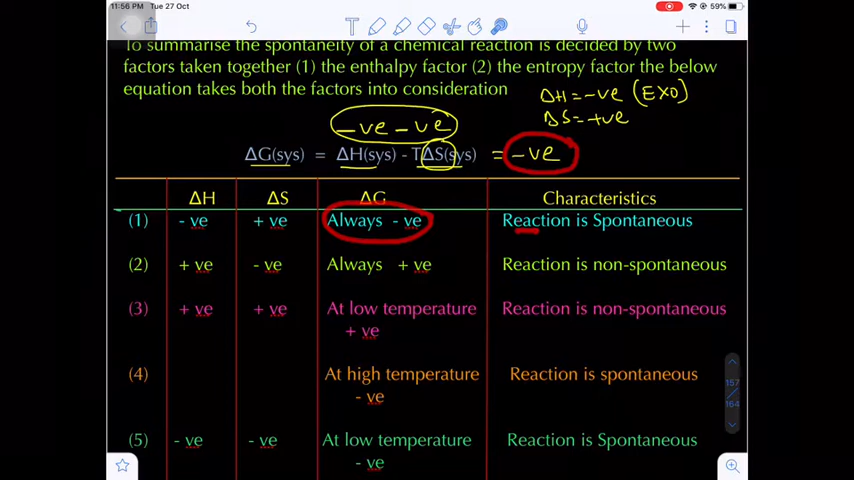 11:56 PM Tue 27 Oct
59%
To summarise the spontaneity of a chemical reaction is decided by two
factors taken together (1) the enthalpy factor (2) the entropy factor the below
equation takes both the factors into consideration
ΔH = -ve (EXO)
ΔS = +ve
-ve -ve
ΔG(sys) = ΔH(sys) - TΔS(sys) = -ve
ΔH ΔS ΔG Characteristics
(1) - ve + ve Always - ve Reaction is Spontaneous
(2) + ve - ve Always + ve Reaction is non-spontaneous
(3) + ve + ve At low temperature Reaction is non-spontaneous
+ ve
(4) At high temperature Reaction is spontaneous
- ve
157
164
(5) - ve - ve At low temperature Reaction is Spontaneous
- ve